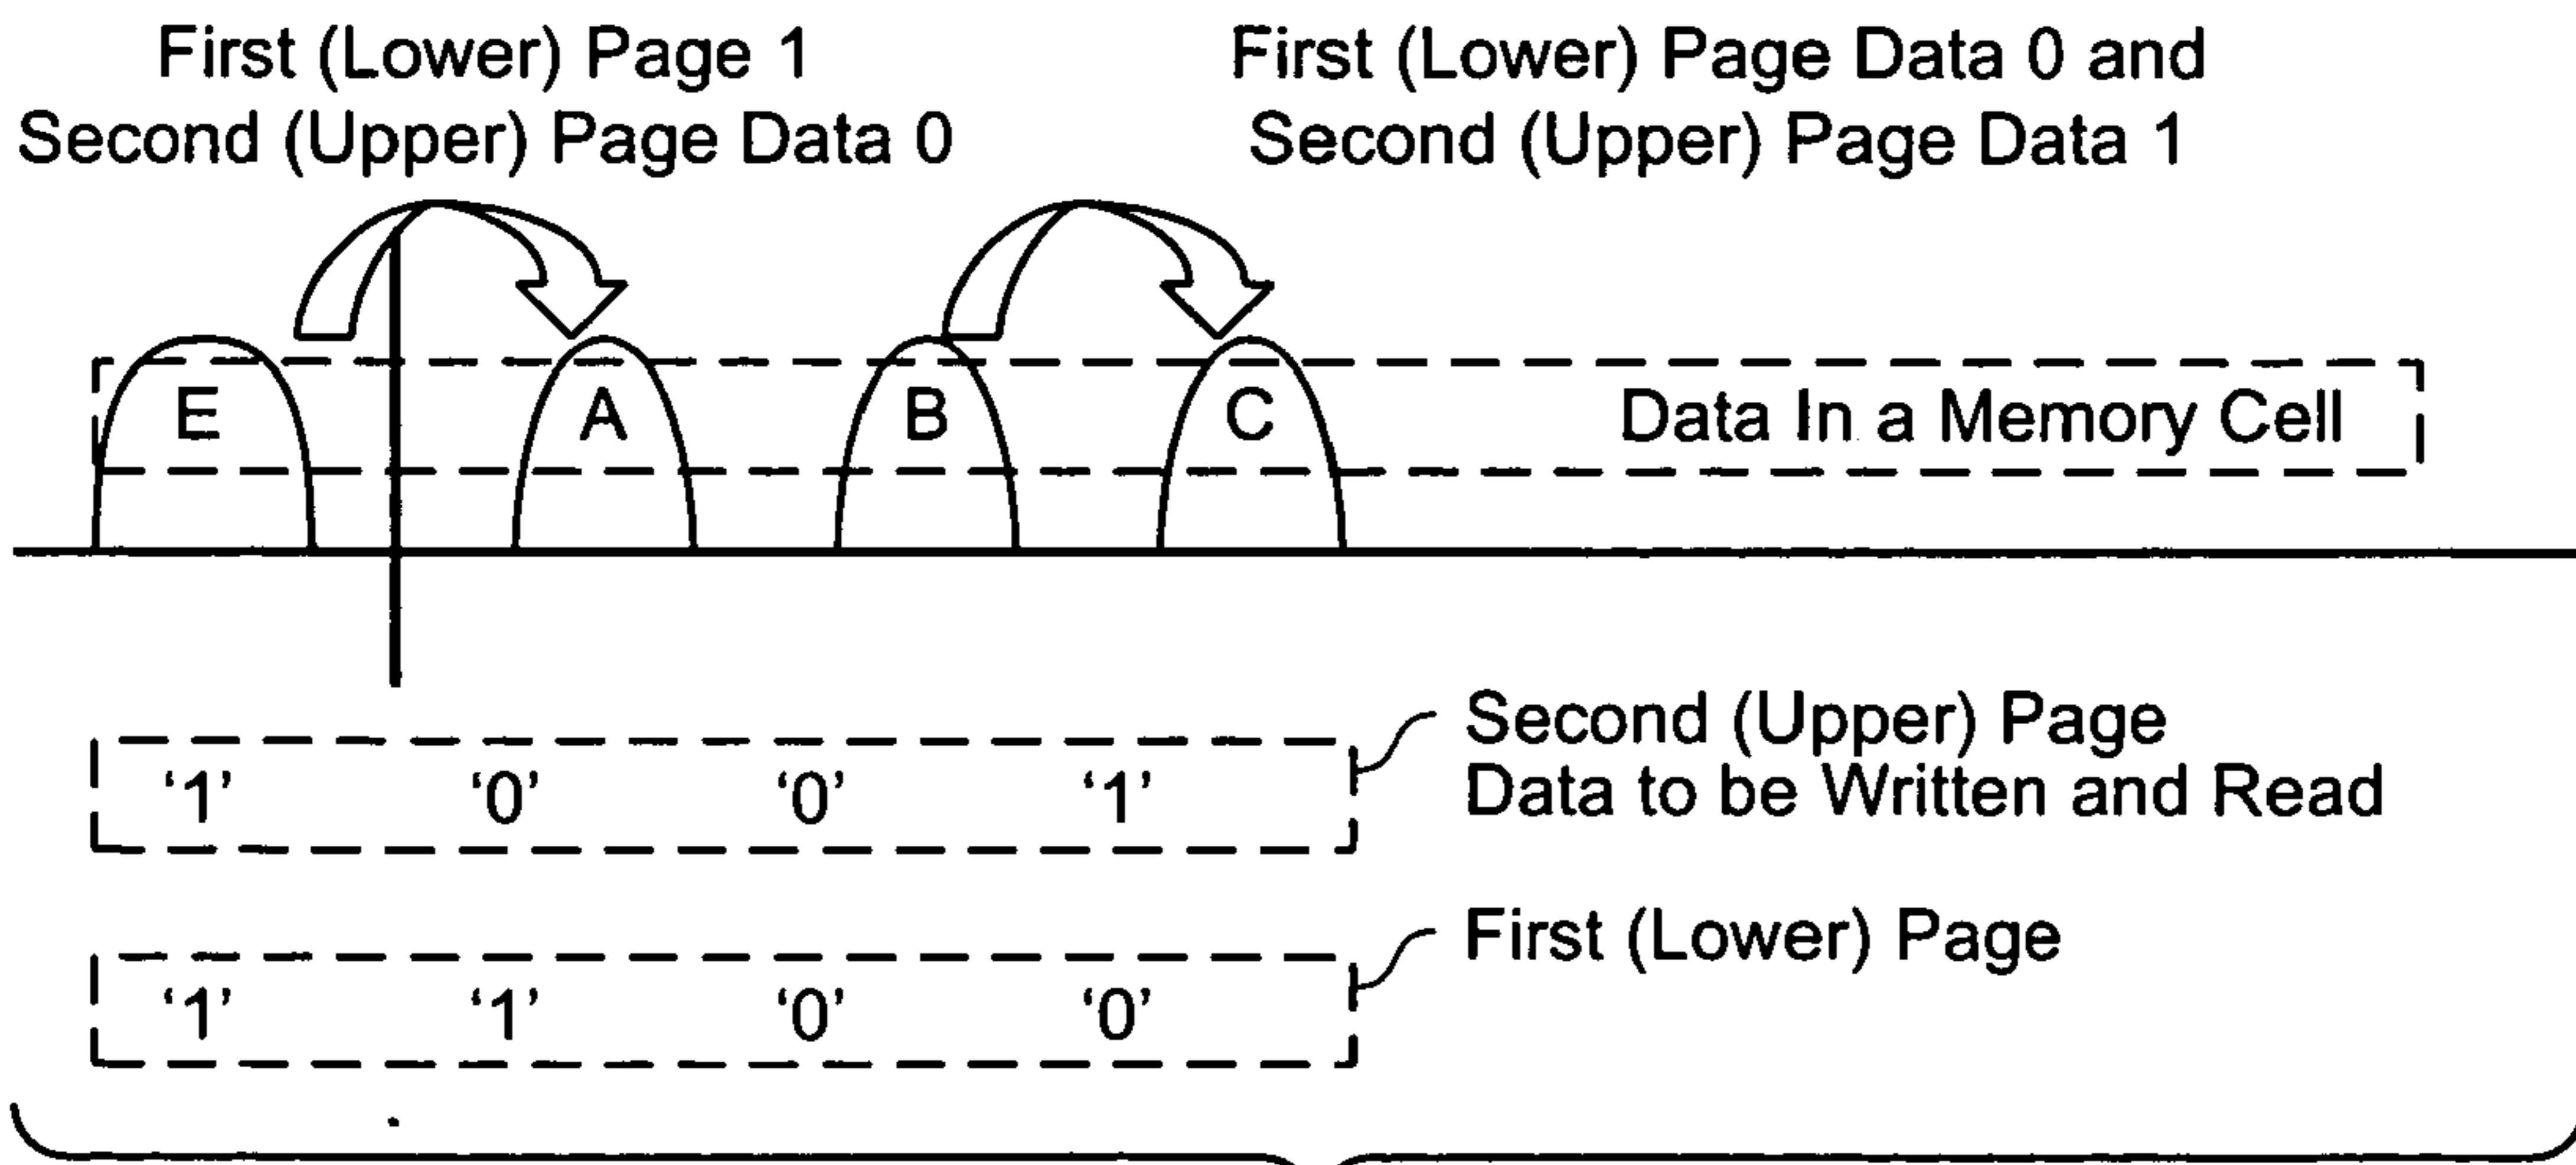 First (Lower) Page 1
Second (Upper) Page Data 0
First (Lower) Page Data 0 and
Second (Upper) Page Data 1
E A B C Data In a Memory Cell
Second (Upper) Page
Data to be Written and Read
‘1’ ‘0’ ‘0’ ‘1’
First (Lower) Page
‘1’ ‘1’ ‘0’ ‘0’